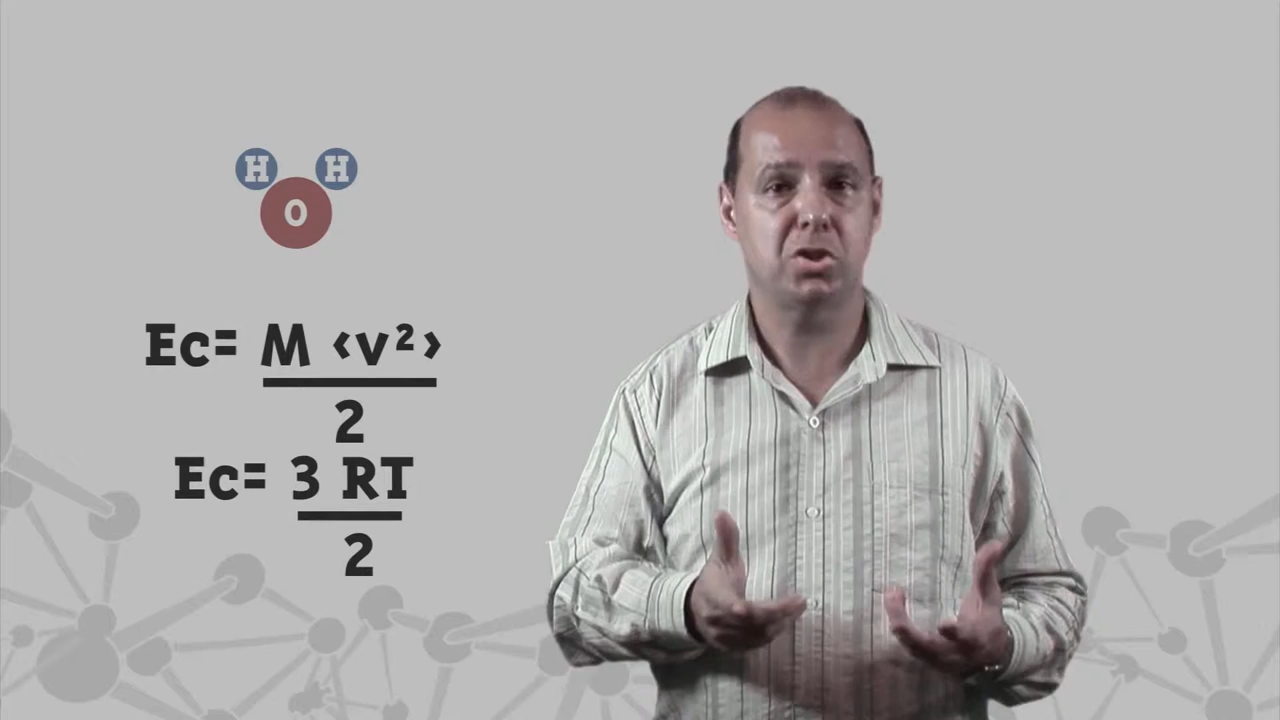 H H
O
Ec= M ‹v²›
2
Ec= 3 RT
2